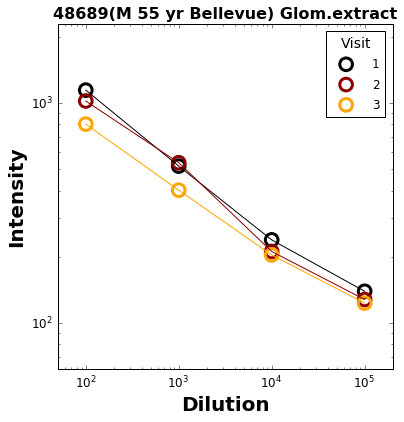 48689(M 55 yr Bellevue) Glom.extract
Visit
1
2
3
10³
10²
Intensity
10² 10³ 10⁴ 10⁵
Dilution